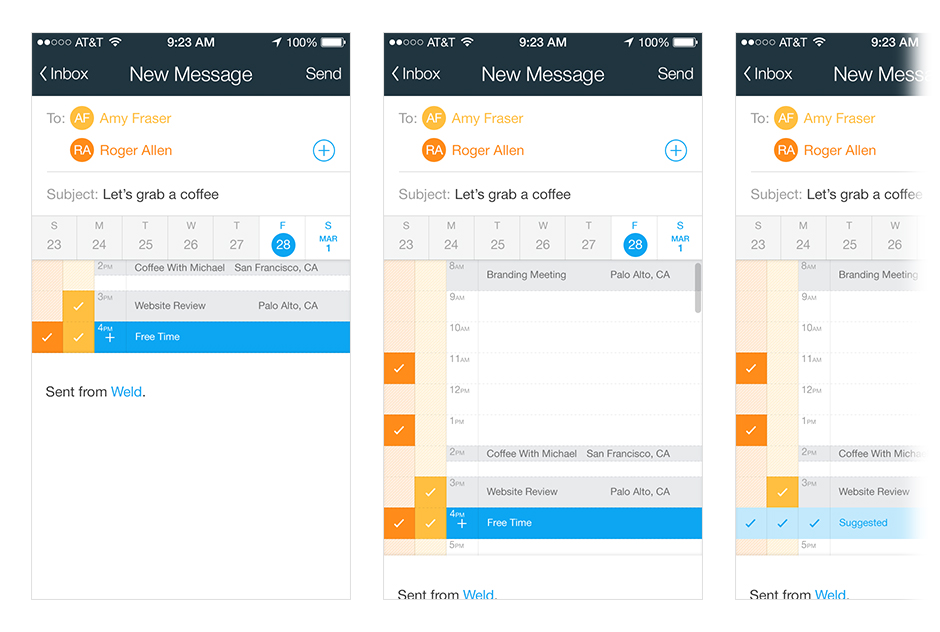 AT&T 9:23 AM 100%
Inbox New Message Send
To: AF Amy Fraser
RA Roger Allen
Subject: Let's grab a coffee
S M T W T F S
23 24 25 26 27 28 MAR 1
2PM Coffee With Michael San Francisco, CA
3PM Website Review Palo Alto, CA
4PM Free Time
Sent from Weld.
AT&T 9:23 AM 100%
Inbox New Message Send
To: AF Amy Fraser
RA Roger Allen
Subject: Let's grab a coffee
S M T W T F S
23 24 25 26 27 28 MAR 1
8AM Branding Meeting Palo Alto, CA
9AM
10AM
11AM
12PM
1PM
2PM Coffee With Michael San Francisco, CA
3PM Website Review Palo Alto, CA
4PM Free Time
5PM
Sent from Weld.
AT&T 9:23 AM
Inbox New Mess
To: AF Amy Fraser
RA Roger Allen
Subject: Let's grab a coffee
S M T W
23 24 25 26
8AM Branding Meeting
9AM
10AM
11AM
12PM
1PM
2PM Coffee With Micha
3PM Website Review
Suggested
5PM
Sent from Weld.